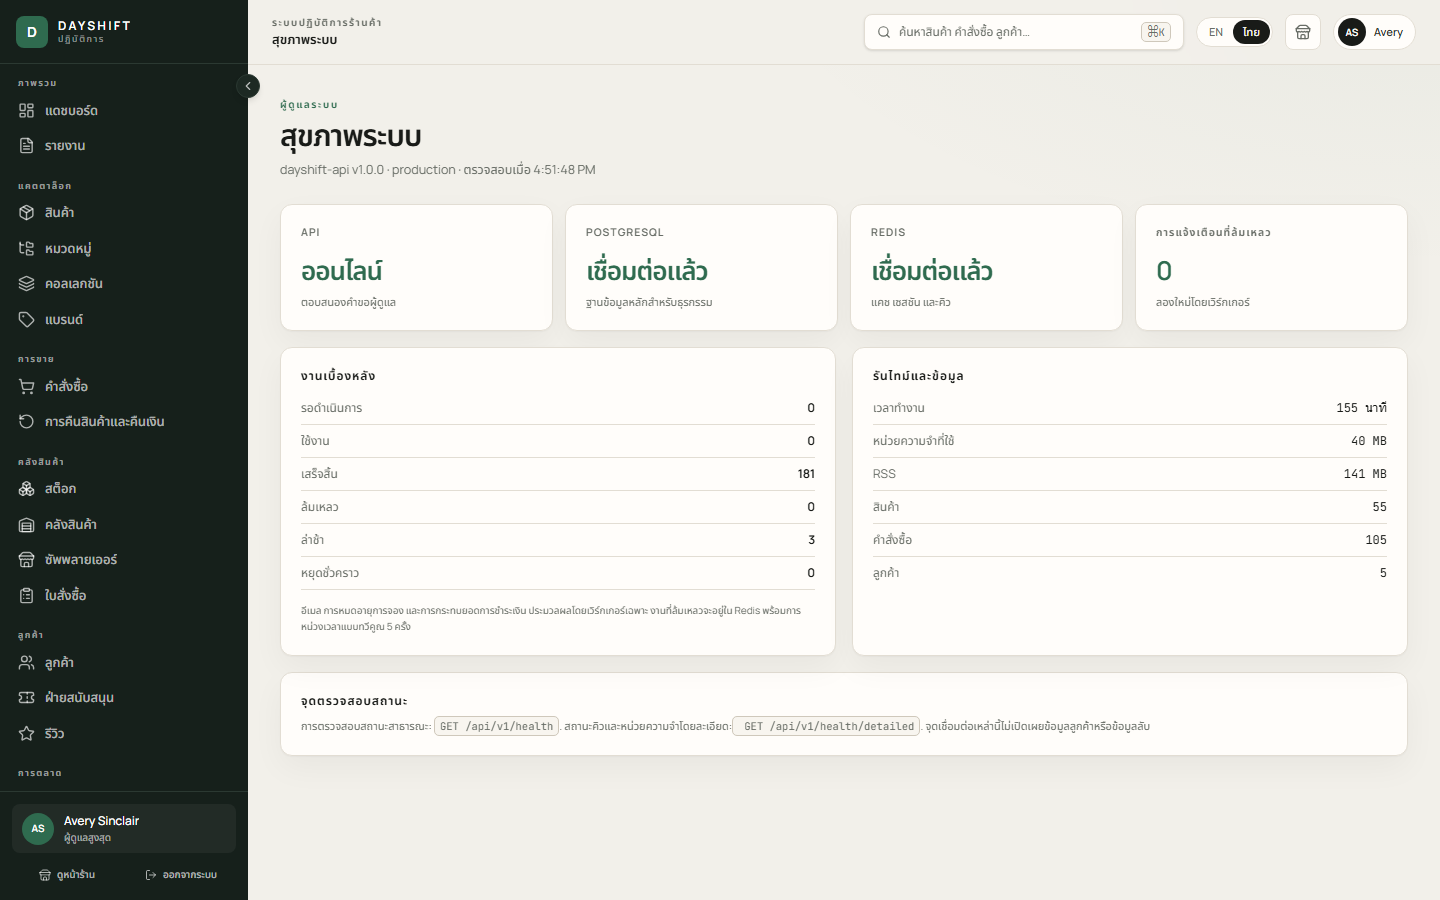 D
DAYSHIFT
ปฏิบัติการ
ภาพรวม
แดชบอร์ด
รายงาน
แคตตาล็อก
สินค้า
หมวดหมู่
คอลเลกชัน
แบรนด์
การขาย
คำสั่งซื้อ
การคืนสินค้าและคืนเงิน
คลังสินค้า
สต็อก
คลังสินค้า
ซัพพลายเออร์
ใบสั่งซื้อ
ลูกค้า
ลูกค้า
ฝ่ายสนับสนุน
รีวิว
การตลาด
AS
Avery Sinclair
ผู้ดูแลสูงสุด
ดูหน้าร้าน
ออกจากระบบ
ระบบปฏิบัติการร้านค้า
สุขภาพระบบ
ค้นหาสินค้า คำสั่งซื้อ ลูกค้า...
⌘K
EN
ไทย
AS
Avery
ผู้ดูแลระบบ
สุขภาพระบบ
dayshift-api v1.0.0 · production · ตรวจสอบเมื่อ 4:51:48 PM
API
ออนไลน์
ตอบสนองคำขอผู้ดูแล
POSTGRESQL
เชื่อมต่อแล้ว
ฐานข้อมูลหลักสำหรับธุรกรรม
REDIS
เชื่อมต่อแล้ว
แคช เซสชัน และคิว
การแจ้งเตือนที่ล้มเหลว
0
ลองใหม่โดยเวิร์กเกอร์
งานเบื้องหลัง
รอดำเนินการ 0
ใช้งาน 0
เสร็จสิ้น 181
ล้มเหลว 0
ล่าช้า 3
หยุดชั่วคราว 0
อีเมล การหมดอายุการจอง และการกระทบยอดการชำระเงิน ประมวลผลโดยเวิร์กเกอร์เฉพาะ งานที่ล้มเหลวจะอยู่ใน Redis พร้อมการ
หน่วงเวลาแบบทวีคูณ 5 ครั้ง
รันไทม์และข้อมูล
เวลาทำงาน 155 นาที
หน่วยความจำที่ใช้ 40 MB
RSS 141 MB
สินค้า 55
คำสั่งซื้อ 105
ลูกค้า 5
จุดตรวจสอบสถานะ
การตรวจสอบสถานะสาธารณะ: GET /api/v1/health. สถานะคิวและหน่วยความจำโดยละเอียด: GET /api/v1/health/detailed. จุดเชื่อมต่อเหล่านี้ไม่เปิดเผยข้อมูลลูกค้าหรือข้อมูลลับ